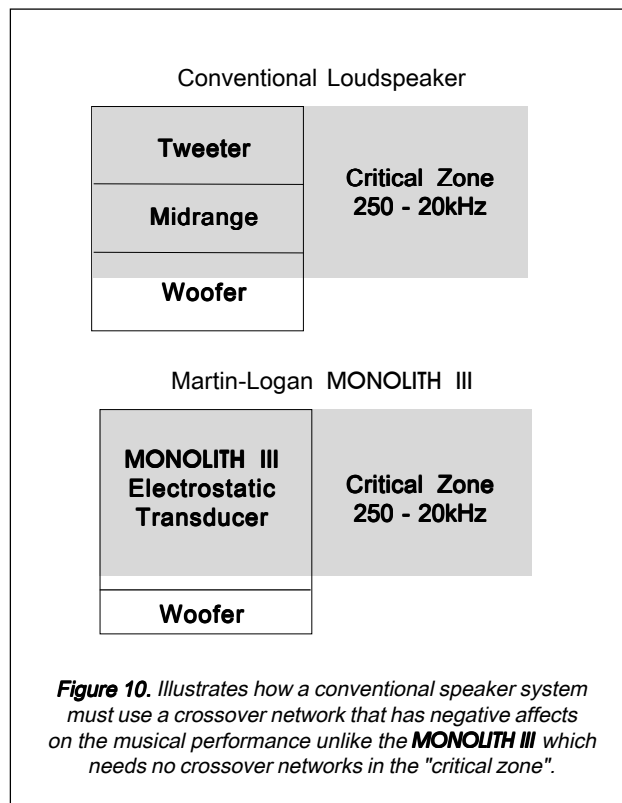 Conventional Loudspeaker
Tweeter
Midrange
Woofer
Critical Zone
250 - 20kHz
Martin-Logan MONOLITH III
MONOLITH III
Electrostatic
Transducer
Woofer
Critical Zone
250 - 20kHz
Figure 10. Illustrates how a conventional speaker system
must use a crossover network that has negative affects
on the musical performance unlike the MONOLITH III which
needs no crossover networks in the "critical zone".